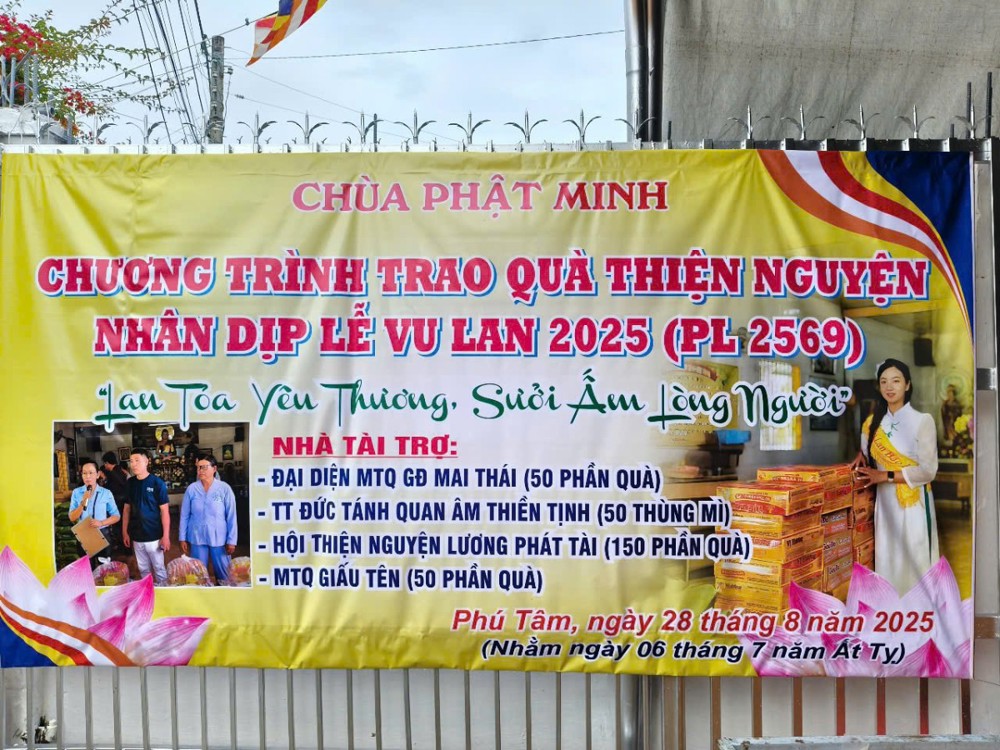 CHÙA PHẬT MINH
CHƯƠNG TRÌNH TRAO QUÀ THIỆN NGUYỆN
NHÂN DỊP LỄ VU LAN 2025 (PL 2569)
"Lan Tỏa Yêu Thương, Sưởi Ấm Lòng Người"
NHÀ TÀI TRỢ:
- ĐẠI DIỆN MTQ GĐ MAI THÁI (50 PHẦN QUÀ)
- TT ĐỨC TÁNH QUAN ÂM THIỀN TỊNH (50 THÙNG MÌ)
- HỘI THIỆN NGUYỆN LƯƠNG PHÁT TÀI (150 PHẦN QUÀ)
- MTQ GIẤU TÊN (50 PHẦN QUÀ)
Phú Tâm, ngày 28 tháng 8 năm 2025
(Nhằm ngày 06 tháng 7 năm Ất Tỵ)